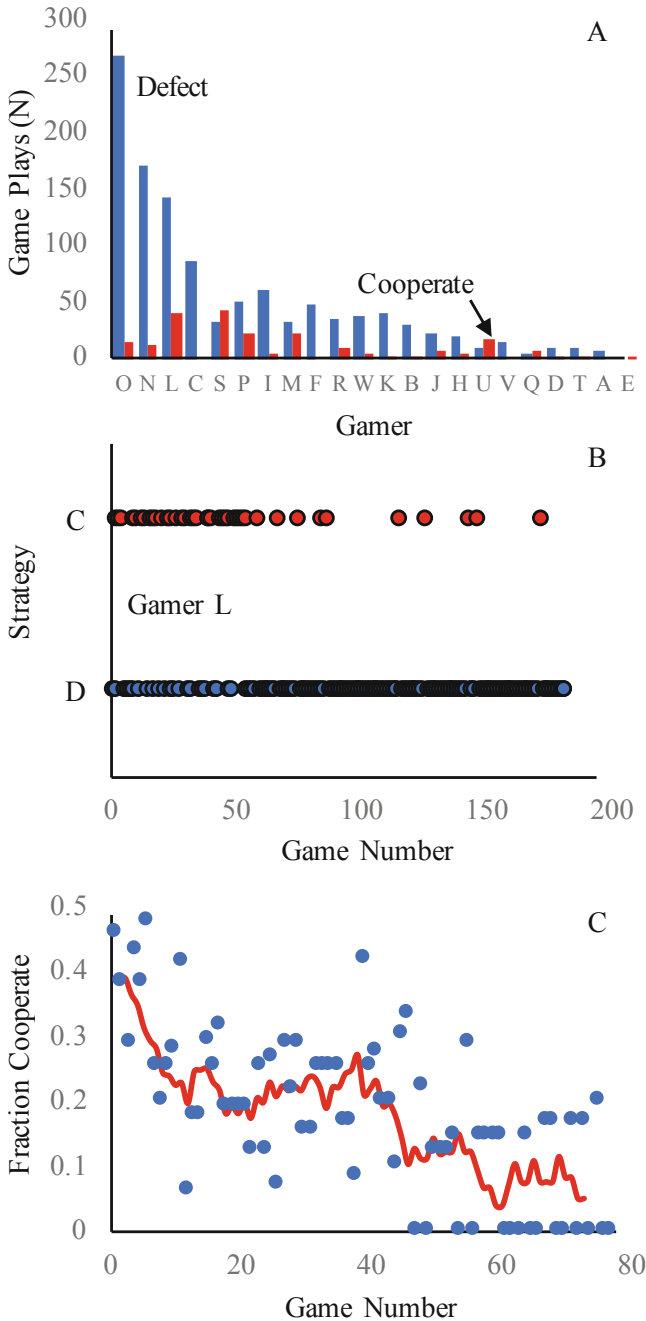 A
300
250
200
150
100
50
0
Game Plays (N)
Defect
Cooperate
O N L C S P I M F R W K B J H U V Q D T A E
Gamer
B
Strategy
C
Gamer L
D
0 50 100 150 200
Game Number
C
0.5
0.4
0.3
0.2
0.1
0
Fraction Cooperate
0 20 40 60 80
Game Number